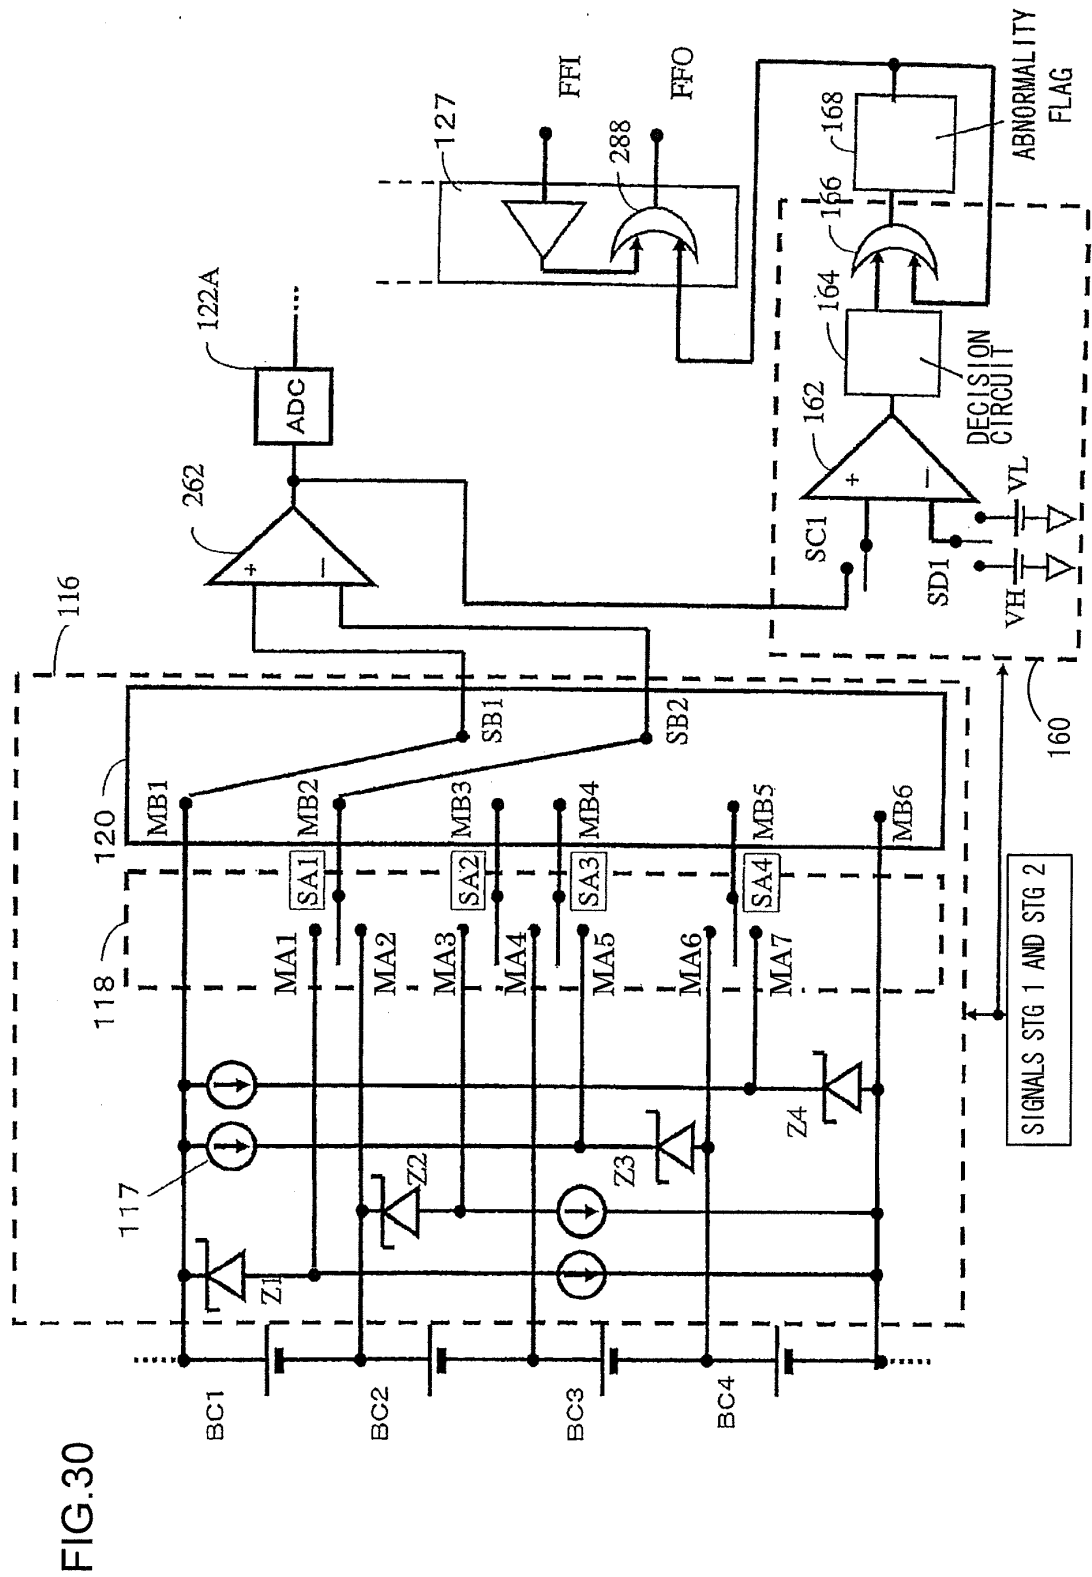 FIG.30
BC1
BC2
BC3
BC4
116
117
118
120
Z1
Z2
Z3
Z4
MA1
MA2
MA3
MA4
MA5
MA6
MA7
SA1
SA2
SA3
SA4
MB1
MB2
MB3
MB4
MB5
MB6
SB1
SB2
262
+
−
122A
ADC
127
FFI
FFO
288
160
SIGNALS STG 1 AND STG 2
SC1
SD1
VH
VL
162
+
−
164
DECISION
CIRCUIT
166
168
ABNORMALITY
FLAG